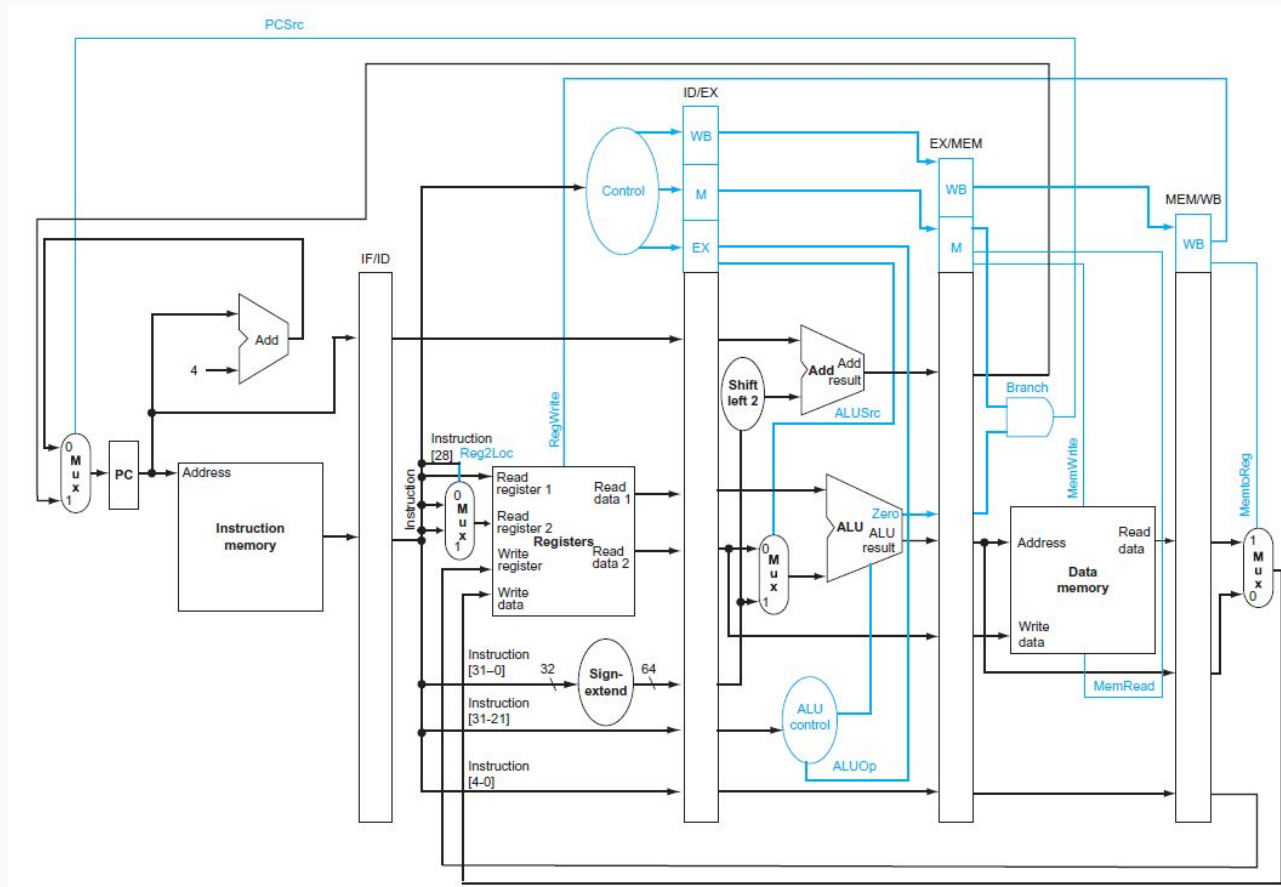 PCSrc
ID/EX
WB
EX/MEM
Control
M
WB
MEM/WB
EX
M
WB
IF/ID
Add
4
Shift
left 2
Add
Add
result
Branch
ALUSrc
RegWrite
MemWrite
MemtoReg
0
M
u
x
1
PC
Address
Instruction
memory
Instruction
Instruction
[28]
Reg2Loc
0
M
u
x
1
Read
register 1
Read
register 2
Write
register
Write
data
Registers
Read
data 1
Read
data 2
0
M
u
x
1
ALU
Zero
ALU
result
Address
Read
data
Data
memory
Write
data
1
M
u
x
0
Instruction
[31–0]
32
Sign-
extend
64
MemRead
Instruction
[31-21]
ALU
control
Instruction
[4-0]
ALUOp